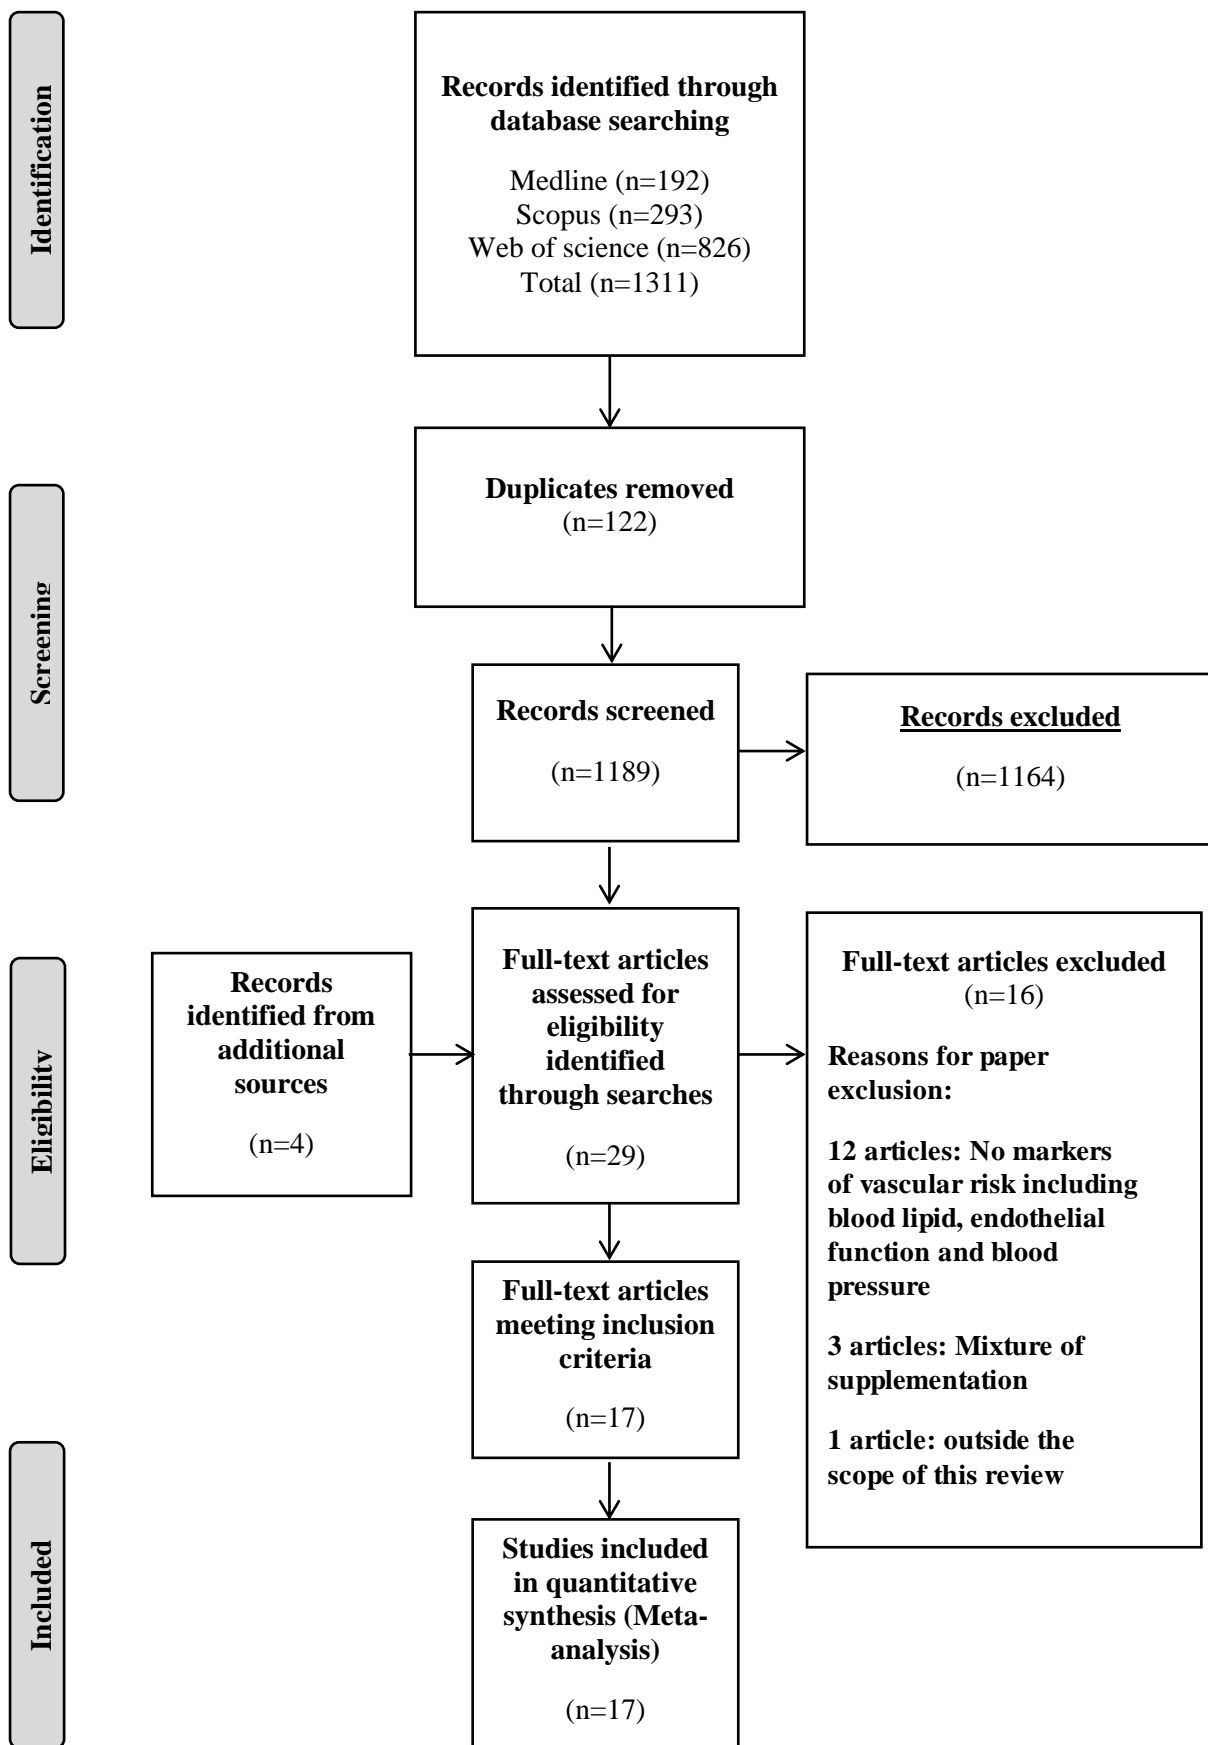 Identification
Records identified through
database searching
Medline (n=192)
Scopus (n=293)
Web of science (n=826)
Total (n=1311)
Screening
Duplicates removed
(n=122)
Records screened
(n=1189)
Records excluded
(n=1164)
Eligibility
Records
identified from
additional
sources
(n=4)
Full-text articles
assessed for
eligibility
identified
through searches
(n=29)
Full-text articles excluded
(n=16)
Reasons for paper
exclusion:
12 articles: No markers
of vascular risk including
blood lipid, endothelial
function and blood
pressure
3 articles: Mixture of
supplementation
1 article: outside the
scope of this review
Full-text articles
meeting inclusion
criteria
(n=17)
Included
Studies included
in quantitative
synthesis (Meta-
analysis)
(n=17)